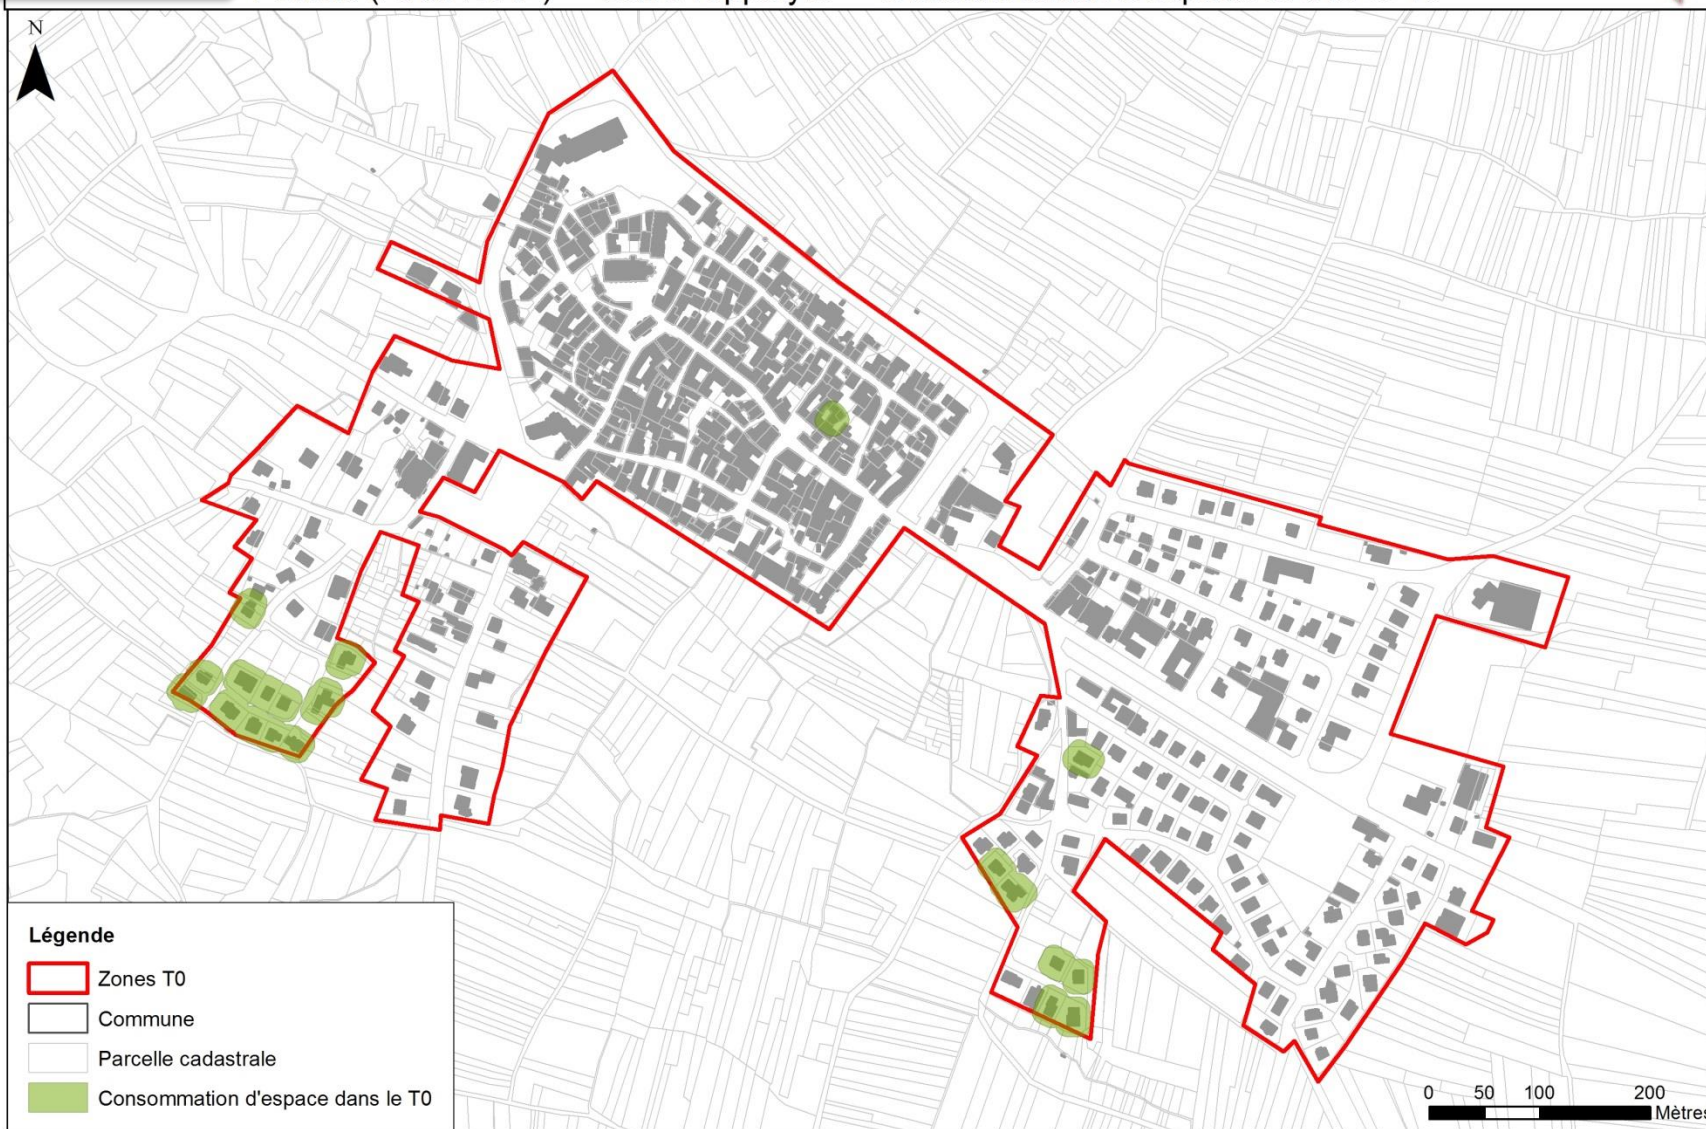 N
Légende
Zones T0
Commune
Parcelle cadastrale
Consommation d'espace dans le T0
0 50 100 200
Mètres